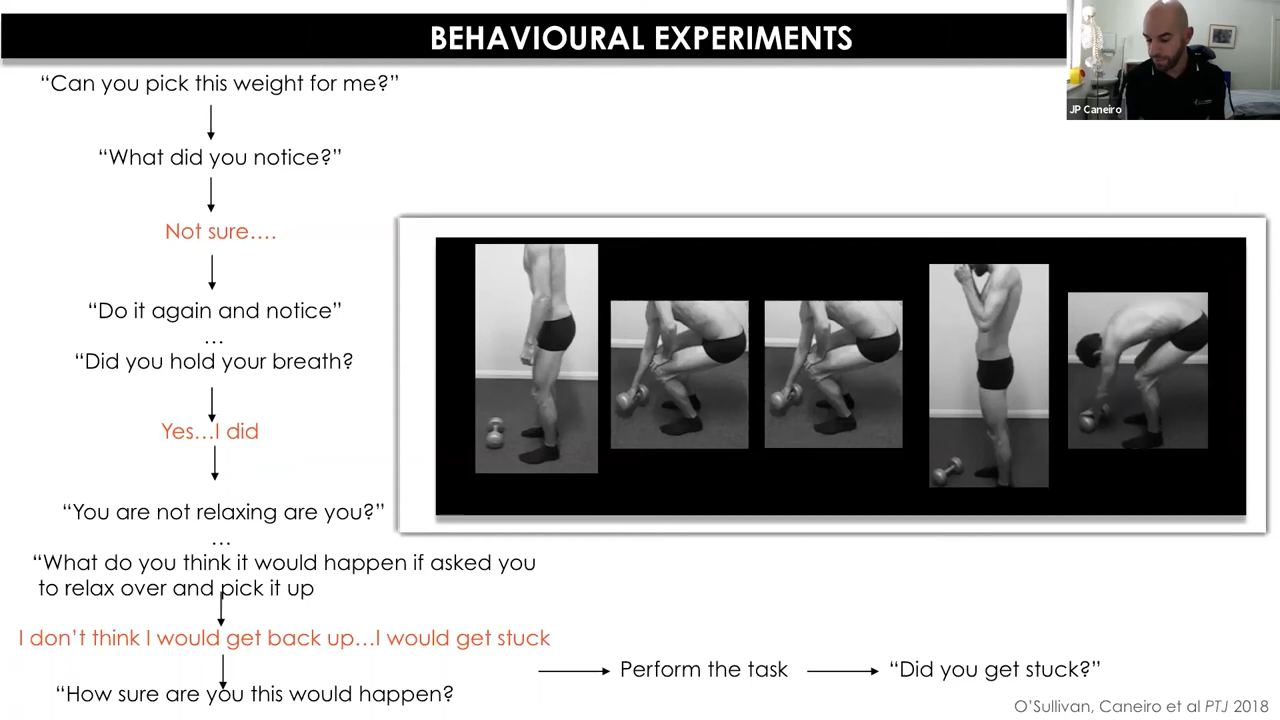 BEHAVIOURAL EXPERIMENTS
JP Caneiro
“Can you pick this weight for me?”
“What did you notice?”
Not sure….
“Do it again and notice”
…
“Did you hold your breath?
Yes…I did
“You are not relaxing are you?”
…
“What do you think it would happen if asked you
to relax over and pick it up
I don’t think I would get back up…I would get stuck
“How sure are you this would happen?
Perform the task
“Did you get stuck?”
O’Sullivan, Caneiro et al PTJ 2018